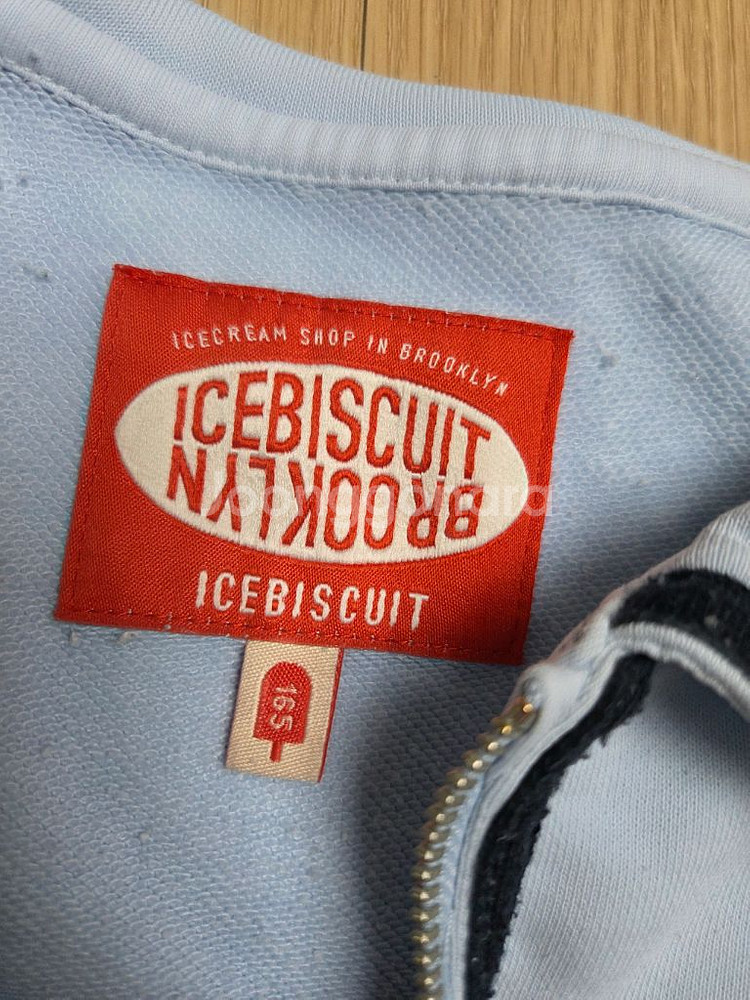 ICECREAM SHOP IN BROOKLYN
ICEBISCUIT
BROOKLYN
ICEBISCUIT
165